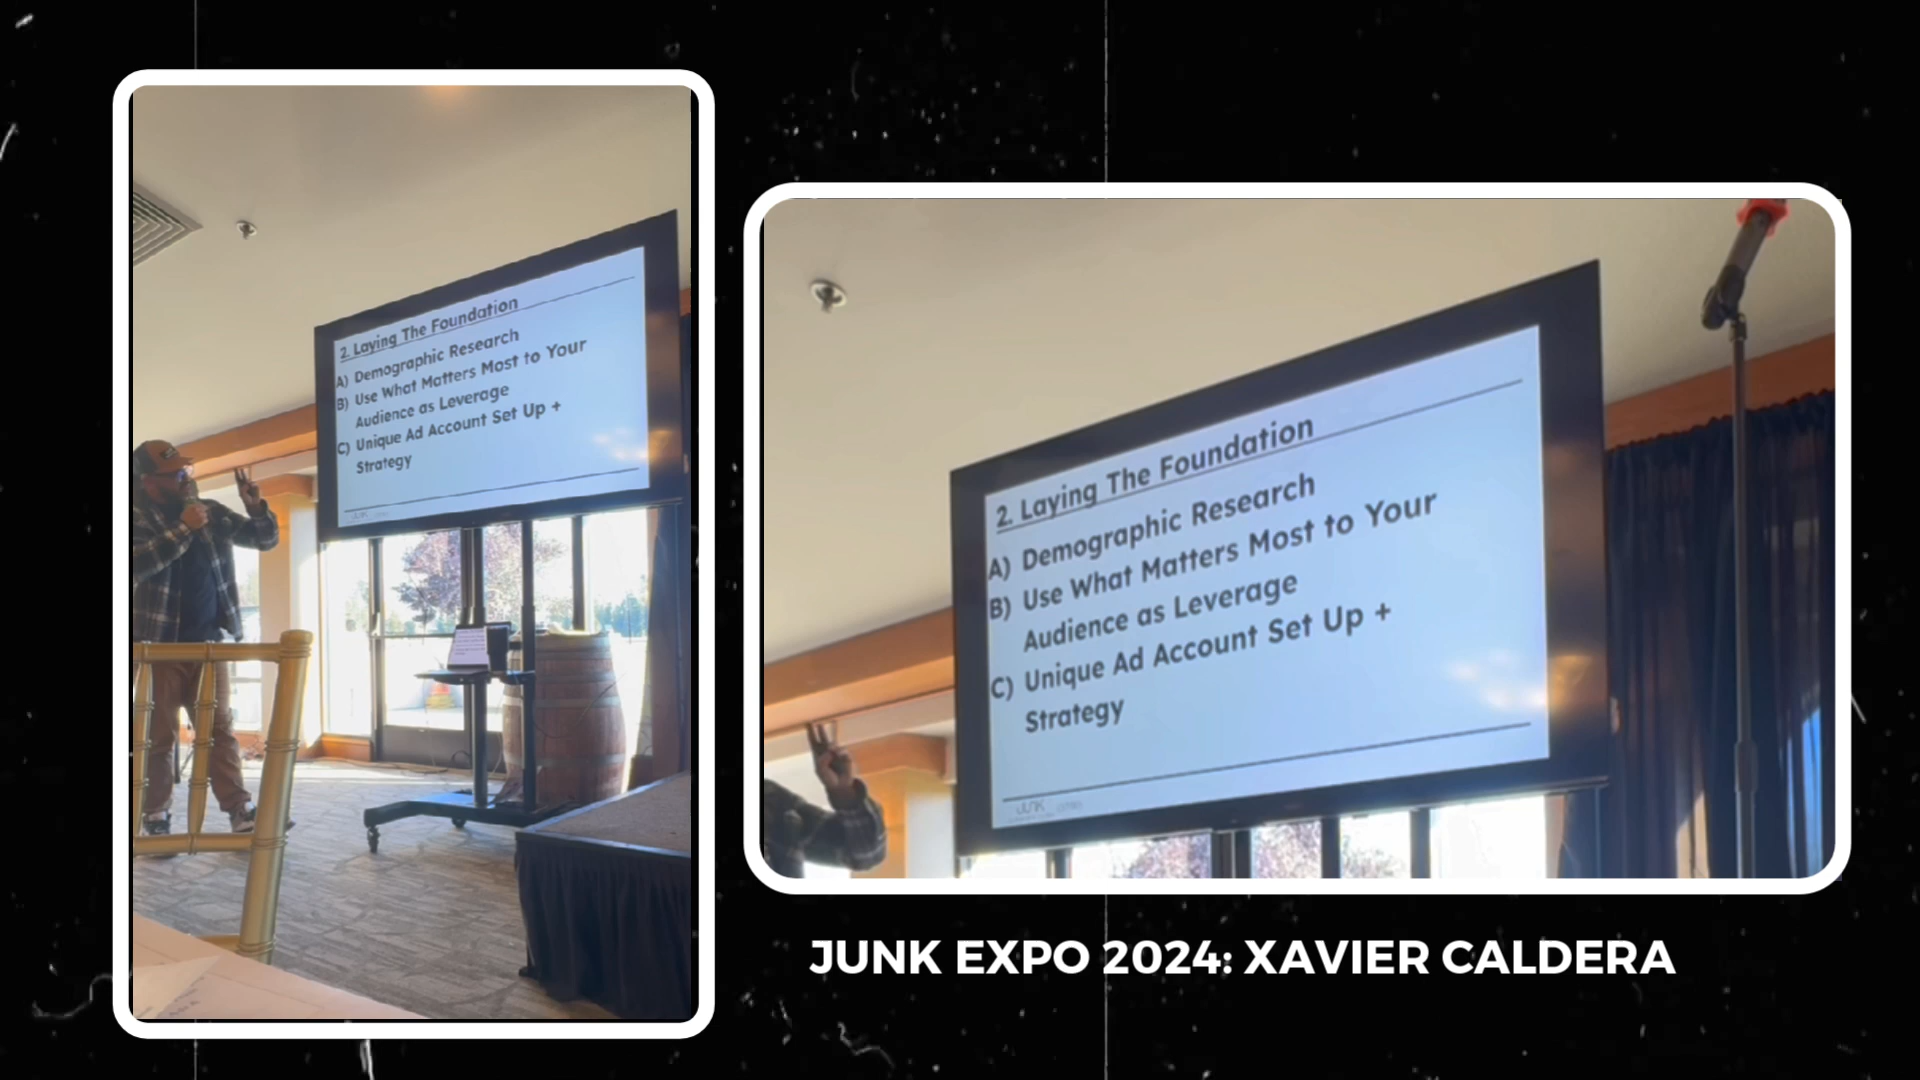 2. Laying The Foundation
A) Demographic Research
B) Use What Matters Most to Your
Audience as Leverage
C) Unique Ad Account Set Up +
Strategy
JUNK
2. Laying The Foundation
A) Demographic Research
B) Use What Matters Most to Your
Audience as Leverage
C) Unique Ad Account Set Up +
Strategy
JUNK
JUNK EXPO 2024: XAVIER CALDERA